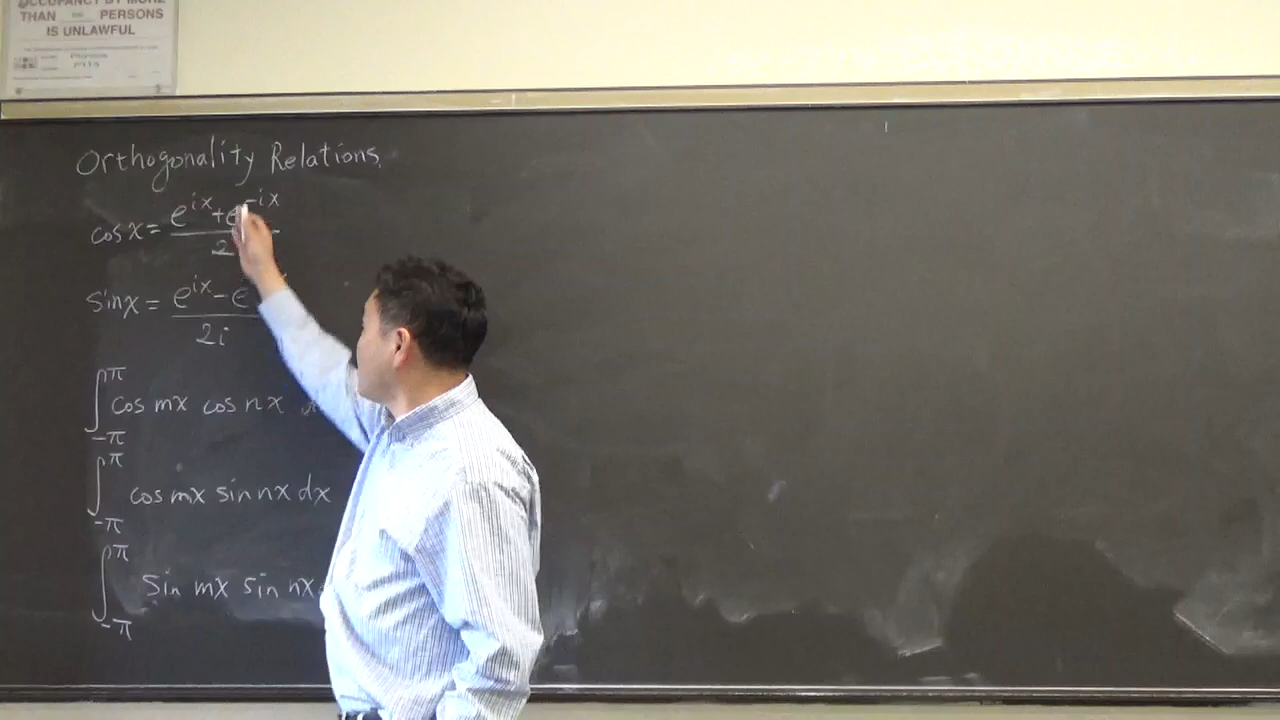 OCCUPANCY BY MORE
THAN PERSONS
IS UNLAWFUL
Orthogonality Relations.
cos x = (e^{ix} + e^{-ix})/2
sin x = (e^{ix} - e)/2i
∫_{-π}^{π} cos mx cos nx
∫_{-π}^{π} cos mx sin nx dx
∫_{-π}^{π} sin mx sin nx